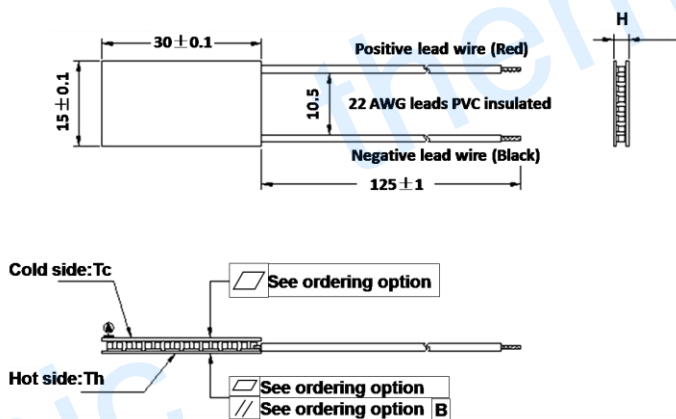 H
30±0.1
Positive lead wire (Red)
15±0.1
10.5
22 AWG leads PVC insulated
Negative lead wire (Black)
125±1
Cold side:Tc
See ordering option
A
Hot side:Th
See ordering option
See ordering option B